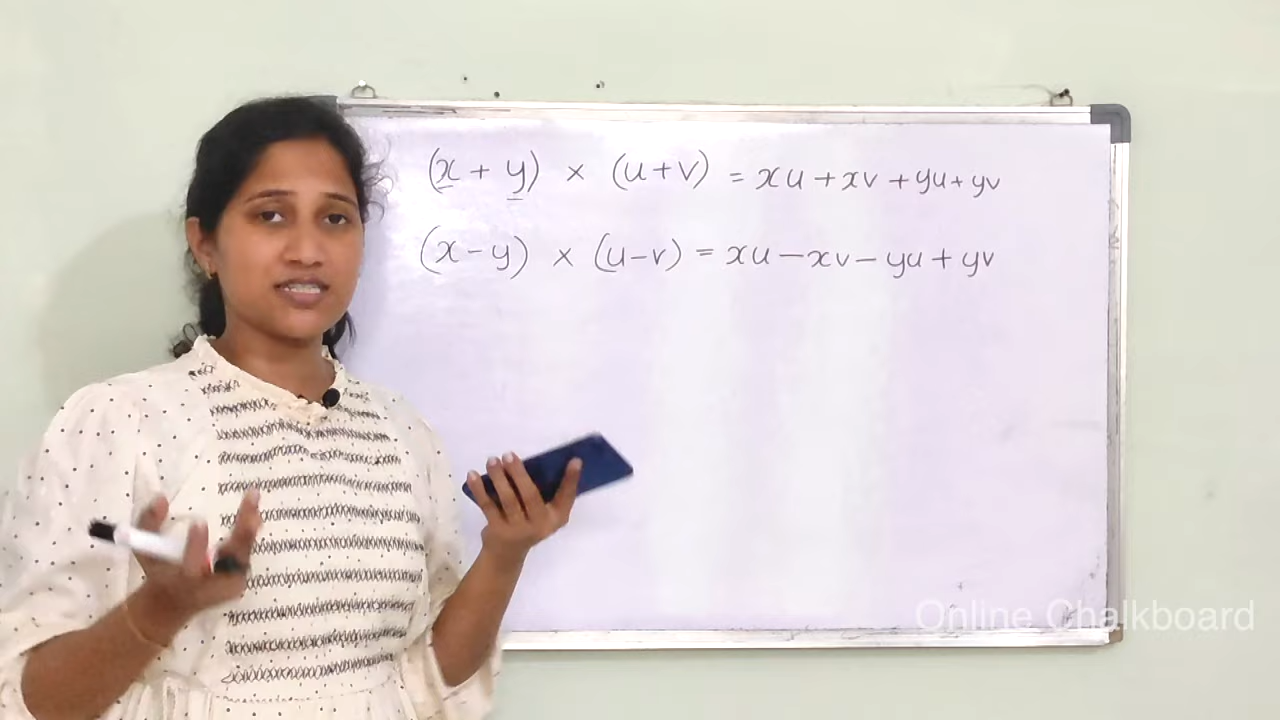 (x + y) × (u+v) = xu+xv+yu+yv
(x-y) × (u-v) = xu-xv-yu+yv
Online Chalkboard